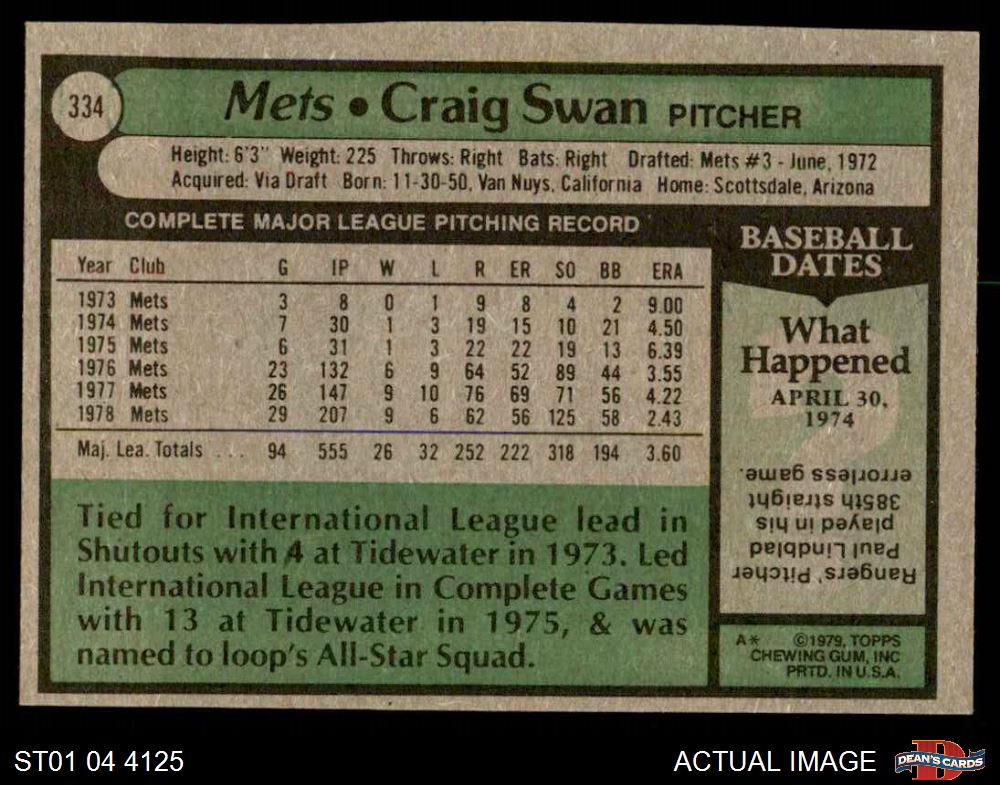 334
Mets • Craig Swan PITCHER
Height: 6'3" Weight: 225 Throws: Right Bats: Right Drafted: Mets #3 - June, 1972
Acquired: Via Draft Born: 11-30-50, Van Nuys, California Home: Scottsdale, Arizona
COMPLETE MAJOR LEAGUE PITCHING RECORD
Year Club G IP W L R ER SO BB ERA
1973 Mets 3 8 0 1 9 8 4 2 9.00
1974 Mets 7 30 1 3 19 15 10 21 4.50
1975 Mets 6 31 1 3 22 22 19 13 6.39
1976 Mets 23 132 6 9 64 52 89 44 3.55
1977 Mets 26 147 9 10 76 69 71 56 4.22
1978 Mets 29 207 9 6 62 56 125 58 2.43
Maj. Lea. Totals ... 94 555 26 32 252 222 318 194 3.60
Tied for International League lead in
Shutouts with 4 at Tidewater in 1973. Led
International League in Complete Games
with 13 at Tidewater in 1975, & was
named to loop's All-Star Squad.
BASEBALL
DATES
What
Happened
APRIL 30,
1974
Rangers' Pitcher
Paul Lindblad
played in his
385th straight
errorless game.
A* ©1979, TOPPS
CHEWING GUM, INC
PRTD. IN U.S.A.
ST01 04 4125
ACTUAL IMAGE
DEAN'S CARDS